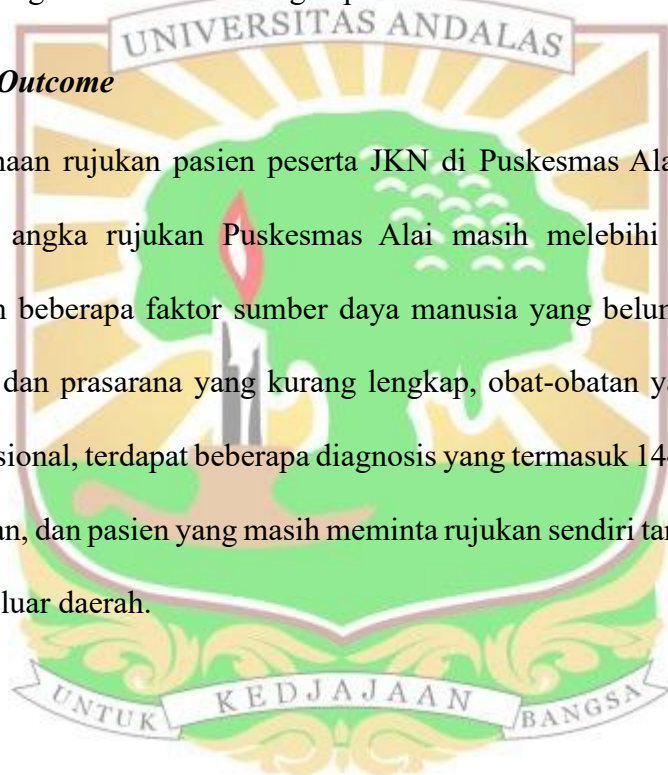 UNIVERSITAS ANDALAS
Outcome
naan rujukan pasien peserta JKN di Puskesmas Ala
angka rujukan Puskesmas Alai masih melebihi
beberapa faktor sumber daya manusia yang belum
dan prasarana yang kurang lengkap, obat-obatan ya
sional, terdapat beberapa diagnosis yang termasuk 14
an, dan pasien yang masih meminta rujukan sendiri tan
luar daerah.
UNTUK KEDJAJAAN BANGSA